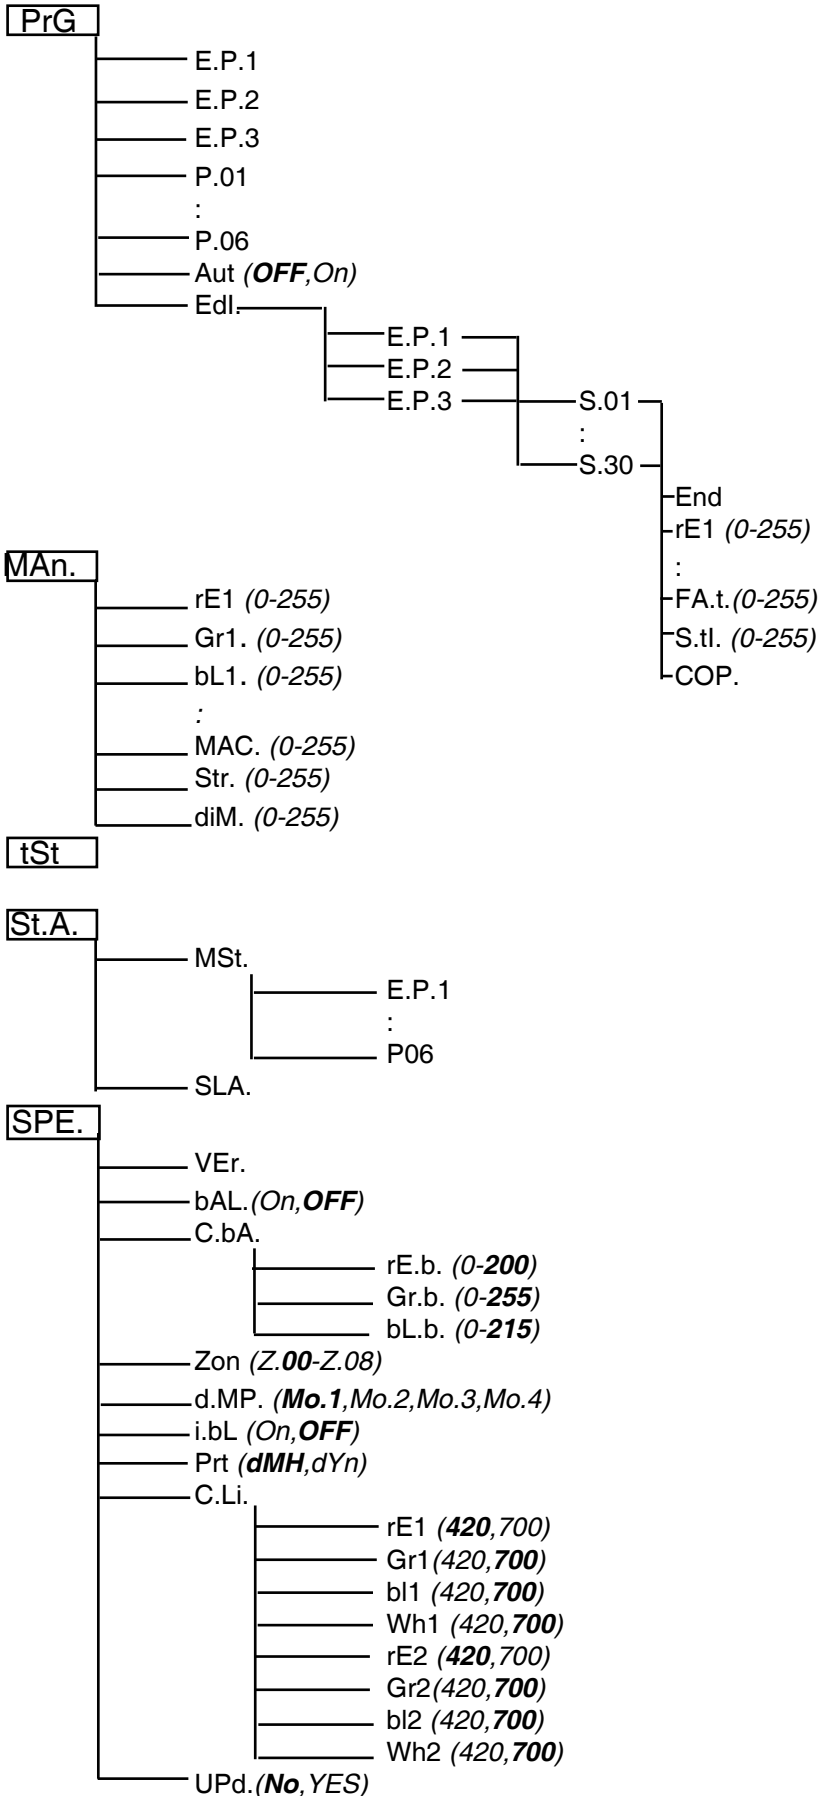 PrG
E.P.1
E.P.2
E.P.3
P.01
:
P.06
Aut (OFF,On)
EdI.
E.P.1
E.P.2
E.P.3
S.01
:
S.30
End
rE1 (0-255)
:
FA.t.(0-255)
S.tI. (0-255)
COP.
MAn.
rE1 (0-255)
Gr1. (0-255)
bL1. (0-255)
:
MAC. (0-255)
Str. (0-255)
diM. (0-255)
tSt
St.A.
MSt.
E.P.1
:
P06
SLA.
SPE.
VEr.
bAL.(On,OFF)
C.bA.
rE.b. (0-200)
Gr.b. (0-255)
bL.b. (0-215)
Zon (Z.00-Z.08)
d.MP. (Mo.1,Mo.2,Mo.3,Mo.4)
i.bL (On,OFF)
Prt (dMH,dYn)
C.Li.
rE1 (420,700)
Gr1(420,700)
bl1 (420,700)
Wh1 (420,700)
rE2 (420,700)
Gr2(420,700)
bl2 (420,700)
Wh2 (420,700)
UPd.(No,YES)